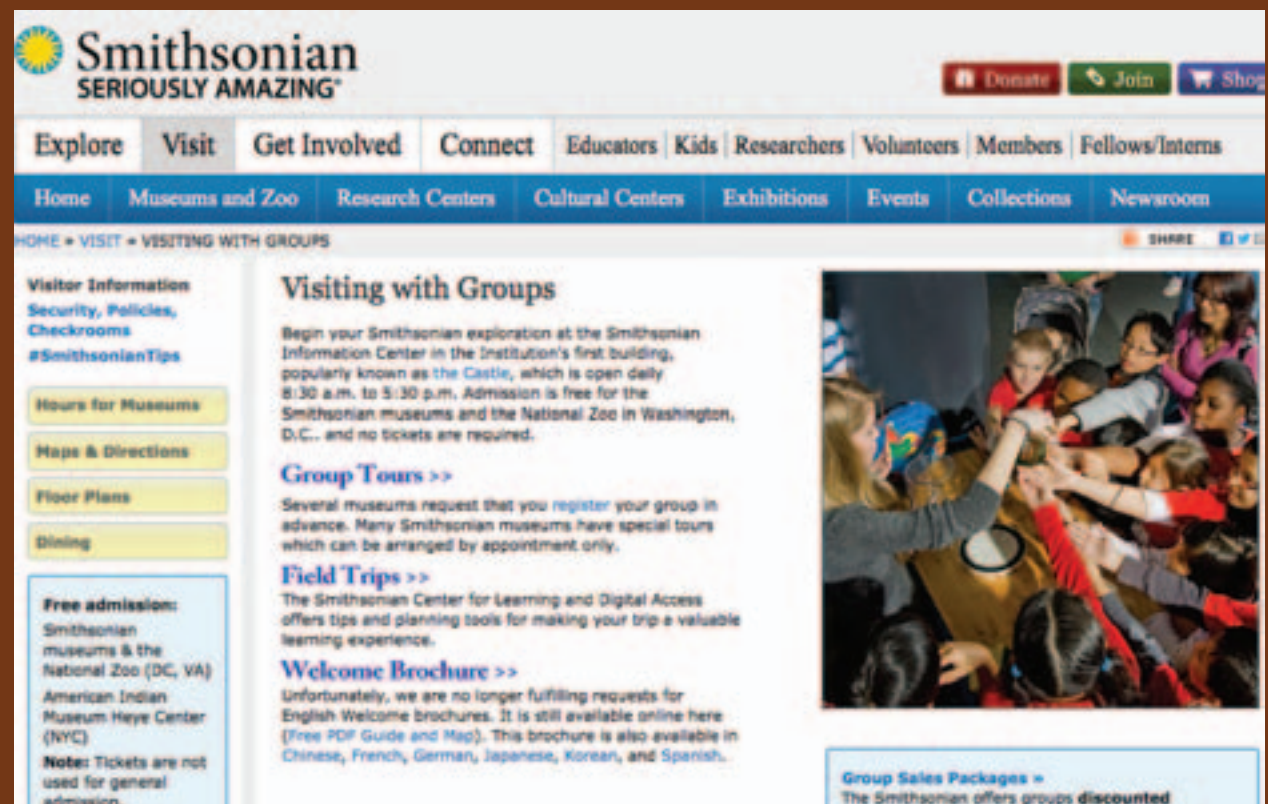 Smithsonian
SERIOUSLY AMAZING
Donate
Join
Shop
Explore
Visit
Get Involved
Connect
Educators | Kids | Researchers | Volunteers | Members | Fellows/Interns
Home
Museums and Zoo
Research Centers
Cultural Centers
Exhibitions
Events
Collections
Newsroom
HOME » VISIT » VISITING WITH GROUPS
SHARE
Visitor Information
Security, Policies,
Checkrooms
#SmithsonianTips
Hours for Museums
Maps & Directions
Floor Plans
Dining
Free admission:
Smithsonian
museums & the
National Zoo (DC, VA)
American Indian
Museum Heye Center
(NYC)
Note: Tickets are not
used for general
admission
Visiting with Groups
Begin your Smithsonian exploration at the Smithsonian
Information Center in the Institution's first building,
popularly known as the Castle, which is open daily
8:30 a.m. to 5:30 p.m. Admission is free for the
Smithsonian museums and the National Zoo in Washington,
D.C., and no tickets are required.
Group Tours >>
Several museums request that you register your group in
advance. Many Smithsonian museums have special tours
which can be arranged by appointment only.
Field Trips >>
The Smithsonian Center for Learning and Digital Access
offers tips and planning tools for making your trip a valuable
learning experience.
Welcome Brochure >>
Unfortunately, we are no longer fulfilling requests for
English Welcome brochures. It is still available online here
(Free PDF Guide and Map). This brochure is also available in
Chinese, French, German, Japanese, Korean, and Spanish.
Group Sales Packages »
The Smithsonian offers groups discounted